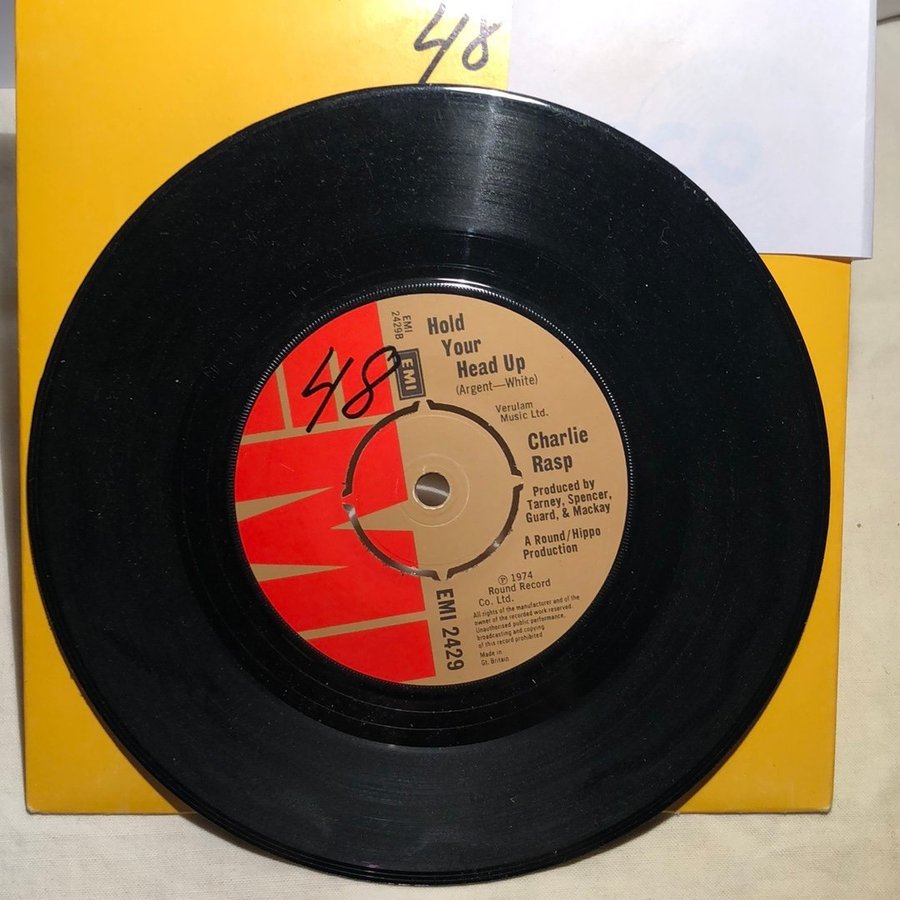 48
48
EMI
2429B
EMI
Hold
Your
Head Up
(Argent—White)
Verulam
Music Ltd.
Charlie
Rasp
Produced by
Tarney, Spencer,
Guard, & Mackay
A Round/Hippo
Production
℗ 1974
Round Record
Co. Ltd.
All rights of the manufacturer and of the
owner of the recorded work reserved.
Unauthorised public performance,
broadcasting and copying
of this record prohibited
Made in
Gt. Britain
EMI 2429